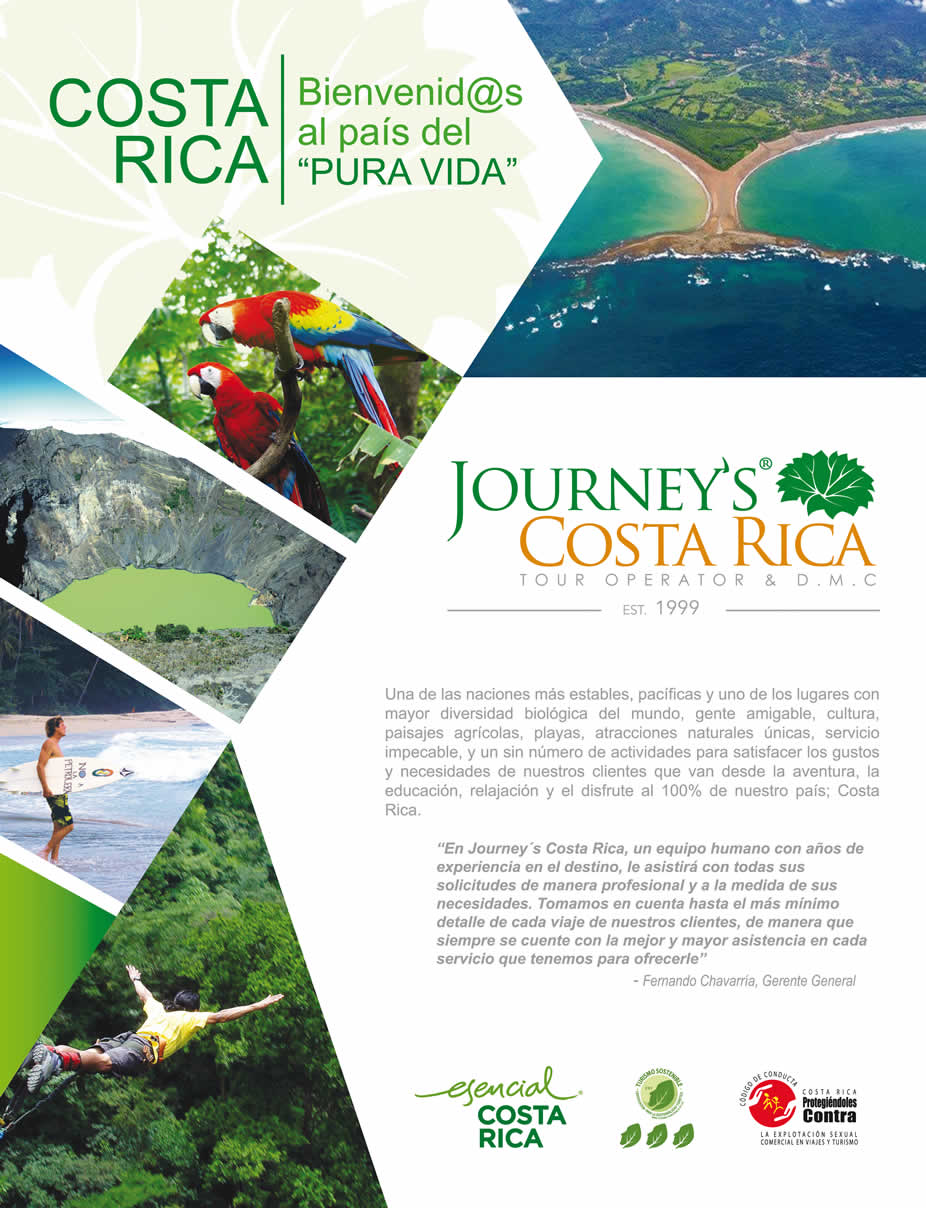 COSTA
RICA
Bienvenid@s
al país del
“PURA VIDA”
JOURNEY'S®
COSTA RICA
TOUR OPERATOR & D.M.C
EST. 1999
Una de las naciones más estables, pacíficas y uno de los lugares con
mayor diversidad biológica del mundo, gente amigable, cultura,
paisajes agrícolas, playas, atracciones naturales únicas, servicio
impecable, y un sin número de actividades para satisfacer los gustos
y necesidades de nuestros clientes que van desde la aventura, la
educación, relajación y el disfrute al 100% de nuestro país; Costa
Rica.
“En Journey´s Costa Rica, un equipo humano con años de
experiencia en el destino, le asistirá con todas sus
solicitudes de manera profesional y a la medida de sus
necesidades. Tomamos en cuenta hasta el más mínimo
detalle de cada viaje de nuestros clientes, de manera que
siempre se cuente con la mejor y mayor asistencia en cada
servicio que tenemos para ofrecerle”
- Fernando Chavarría, Gerente General
esencial
COSTA
RICA
TURISMO SOSTENIBLE
CÓDIGO DE CONDUCTA
COSTA RICA
Protegiéndoles
Contra
LA EXPLOTACIÓN SEXUAL
COMERCIAL EN VIAJES Y TURISMO